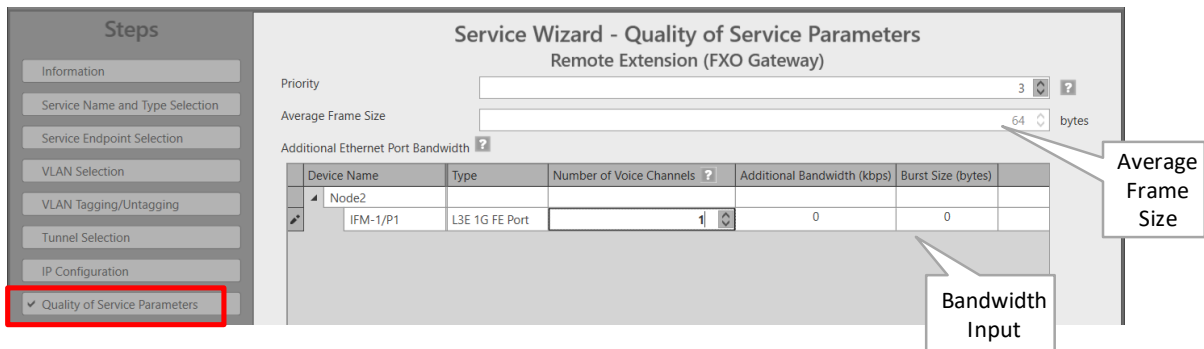 Steps
Information
Service Name and Type Selection
Service Endpoint Selection
VLAN Selection
VLAN Tagging/Untagging
Tunnel Selection
IP Configuration
✔ Quality of Service Parameters
Service Wizard - Quality of Service Parameters
Remote Extension (FXO Gateway)
Priority 3 ?
Average Frame Size 64 bytes
Additional Ethernet Port Bandwidth ?
Device Name Type Number of Voice Channels ? Additional Bandwidth (kbps) Burst Size (bytes)
Node2
IFM-1/P1 L3E 1G FE Port 1 0 0
Average
Frame
Size
Bandwidth
Input